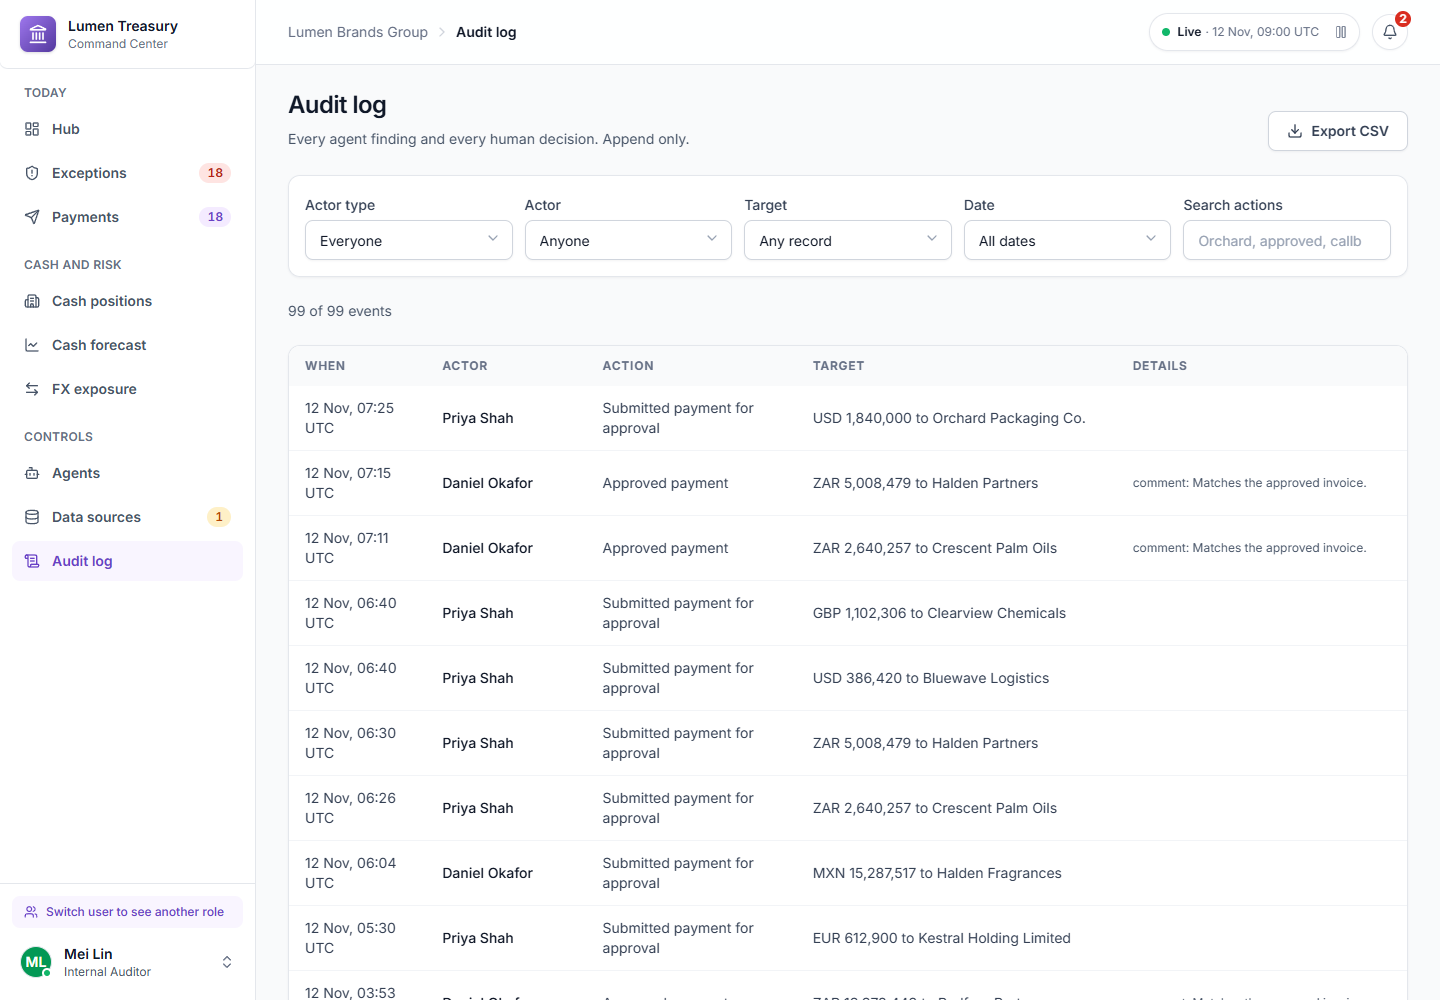 Lumen Treasury
Command Center
TODAY
Hub
Exceptions 18
Payments 18
CASH AND RISK
Cash positions
Cash forecast
FX exposure
CONTROLS
Agents
Data sources 1
Audit log
Switch user to see another role
ML
Mei Lin
Internal Auditor
Lumen Brands Group Audit log
Live · 12 Nov, 09:00 UTC
2
Audit log
Every agent finding and every human decision. Append only.
Export CSV
Actor type Actor Target Date Search actions
Everyone Anyone Any record All dates Orchard, approved, callb
99 of 99 events
WHEN ACTOR ACTION TARGET DETAILS
12 Nov, 07:25 UTC Priya Shah Submitted payment for approval USD 1,840,000 to Orchard Packaging Co.
12 Nov, 07:15 UTC Daniel Okafor Approved payment ZAR 5,008,479 to Halden Partners comment: Matches the approved invoice.
12 Nov, 07:11 UTC Daniel Okafor Approved payment ZAR 2,640,257 to Crescent Palm Oils comment: Matches the approved invoice.
12 Nov, 06:40 UTC Priya Shah Submitted payment for approval GBP 1,102,306 to Clearview Chemicals
12 Nov, 06:40 UTC Priya Shah Submitted payment for approval USD 386,420 to Bluewave Logistics
12 Nov, 06:30 UTC Priya Shah Submitted payment for approval ZAR 5,008,479 to Halden Partners
12 Nov, 06:26 UTC Priya Shah Submitted payment for approval ZAR 2,640,257 to Crescent Palm Oils
12 Nov, 06:04 UTC Daniel Okafor Submitted payment for approval MXN 15,287,517 to Halden Fragrances
12 Nov, 05:30 UTC Priya Shah Submitted payment for approval EUR 612,900 to Kestral Holding Limited
12 Nov, 03:53